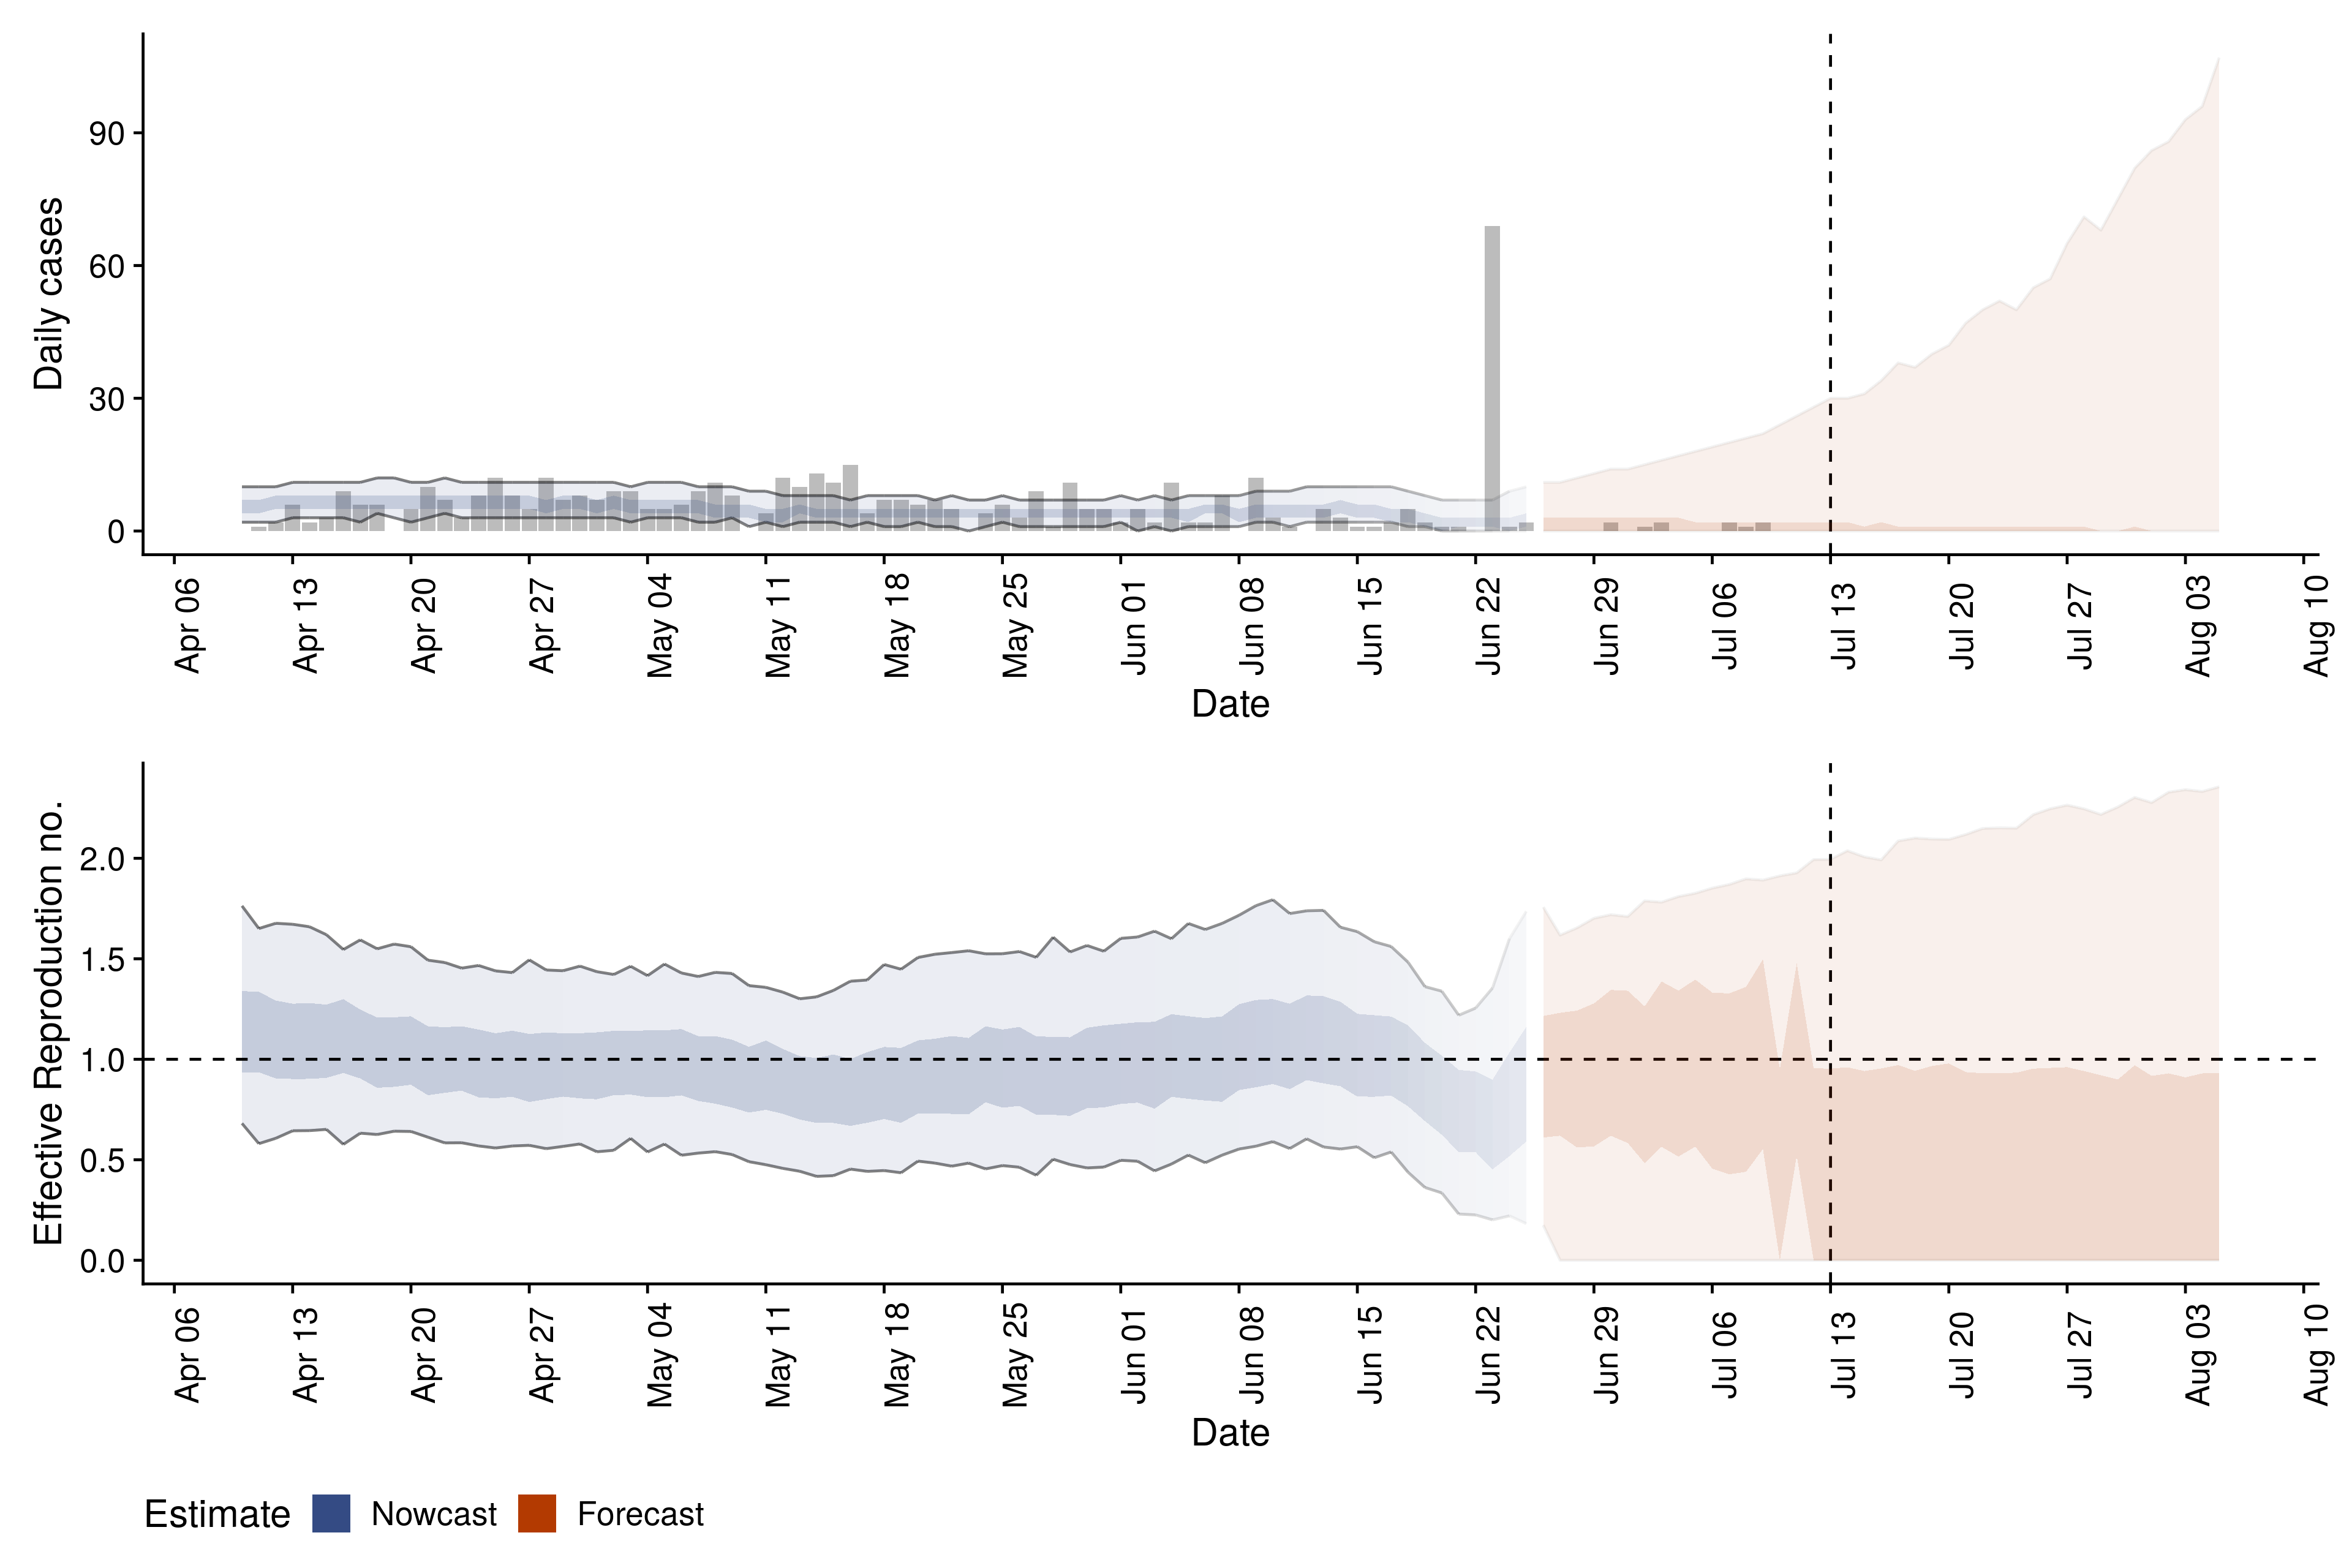 Daily cases
90
60
30
0
Apr 06
Apr 13
Apr 20
Apr 27
May 04
May 11
May 18
May 25
Jun 01
Jun 08
Jun 15
Jun 22
Jun 29
Jul 06
Jul 13
Jul 20
Jul 27
Aug 03
Aug 10
Date
Effective Reproduction no.
2.0
1.5
1.0
0.5
0.0
Apr 06
Apr 13
Apr 20
Apr 27
May 04
May 11
May 18
May 25
Jun 01
Jun 08
Jun 15
Jun 22
Jun 29
Jul 06
Jul 13
Jul 20
Jul 27
Aug 03
Aug 10
Date
Estimate Nowcast Forecast